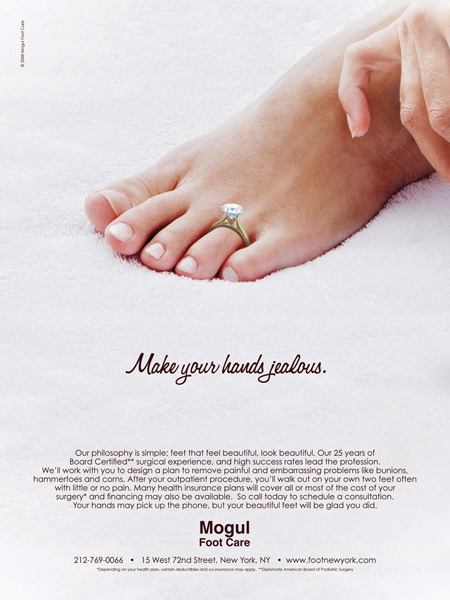 © 2008 Mogul Foot Care
Make your hands jealous.
Our philosophy is simple; feet that feel beautiful, look beautiful. Our 25 years of
Board Certified** surgical experience, and high success rates lead the profession.
We'll work with you to design a plan to remove painful and embarrassing problems like bunions,
hammertoes and corns. After your outpatient procedure, you'll walk out on your own two feet often
with little or no pain. Many health insurance plans will cover all or most of the cost of your
surgery* and financing may also be available. So call today to schedule a consultation.
Your hands may pick up the phone, but your beautiful feet will be glad you did.
Mogul
Foot Care
212-769-0066 • 15 West 72nd Street, New York, NY • www.footnewyork.com
*Depending on your health plan, certain deductibles and co-insurance may apply. **Diplomate American Board of Podiatric Surgery